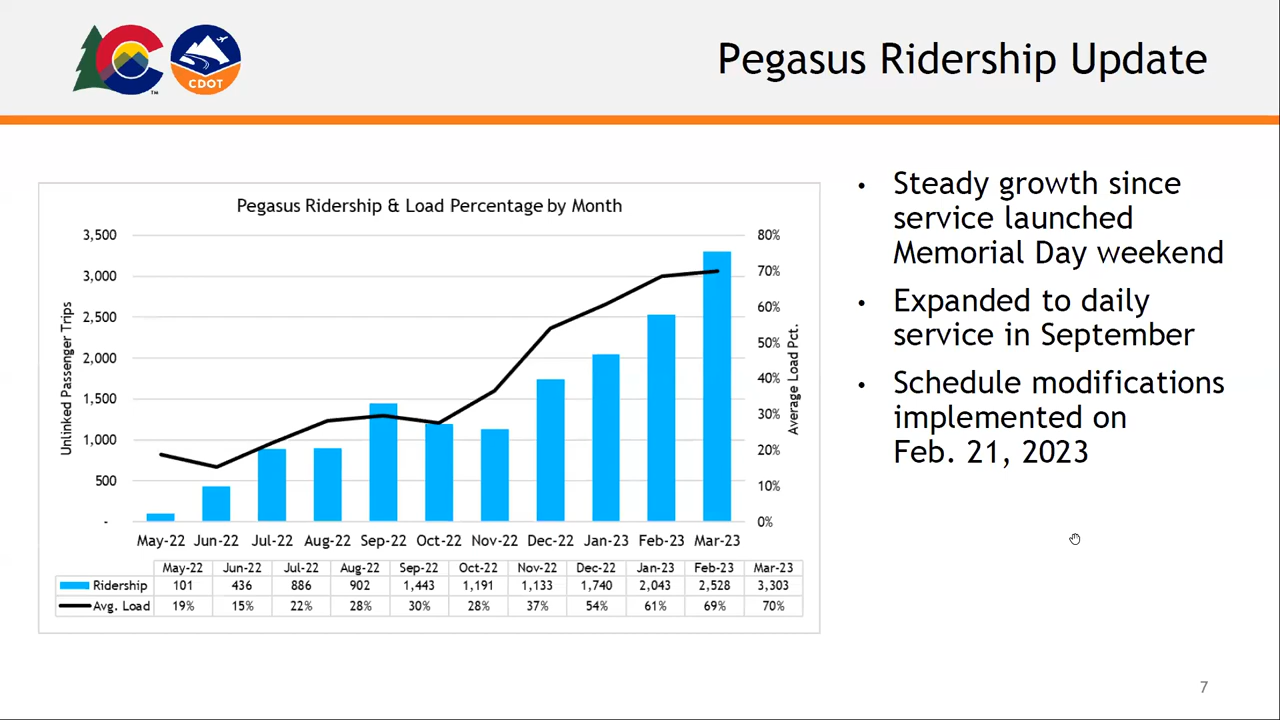 CDOT
TM
Pegasus Ridership Update
Pegasus Ridership & Load Percentage by Month
Unlinked Passenger Trips
3,500
3,000
2,500
2,000
1,500
1,000
500
-
80%
70%
60%
50%
40%
30%
20%
10%
0%
Average Load Pct.
May-22 Jun-22 Jul-22 Aug-22 Sep-22 Oct-22 Nov-22 Dec-22 Jan-23 Feb-23 Mar-23
May-22 Jun-22 Jul-22 Aug-22 Sep-22 Oct-22 Nov-22 Dec-22 Jan-23 Feb-23 Mar-23
Ridership 101 436 886 902 1,443 1,191 1,133 1,740 2,043 2,528 3,303
Avg. Load 19% 15% 22% 28% 30% 28% 37% 54% 61% 69% 70%
• Steady growth since
service launched
Memorial Day weekend
• Expanded to daily
service in September
• Schedule modifications
implemented on
Feb. 21, 2023
7